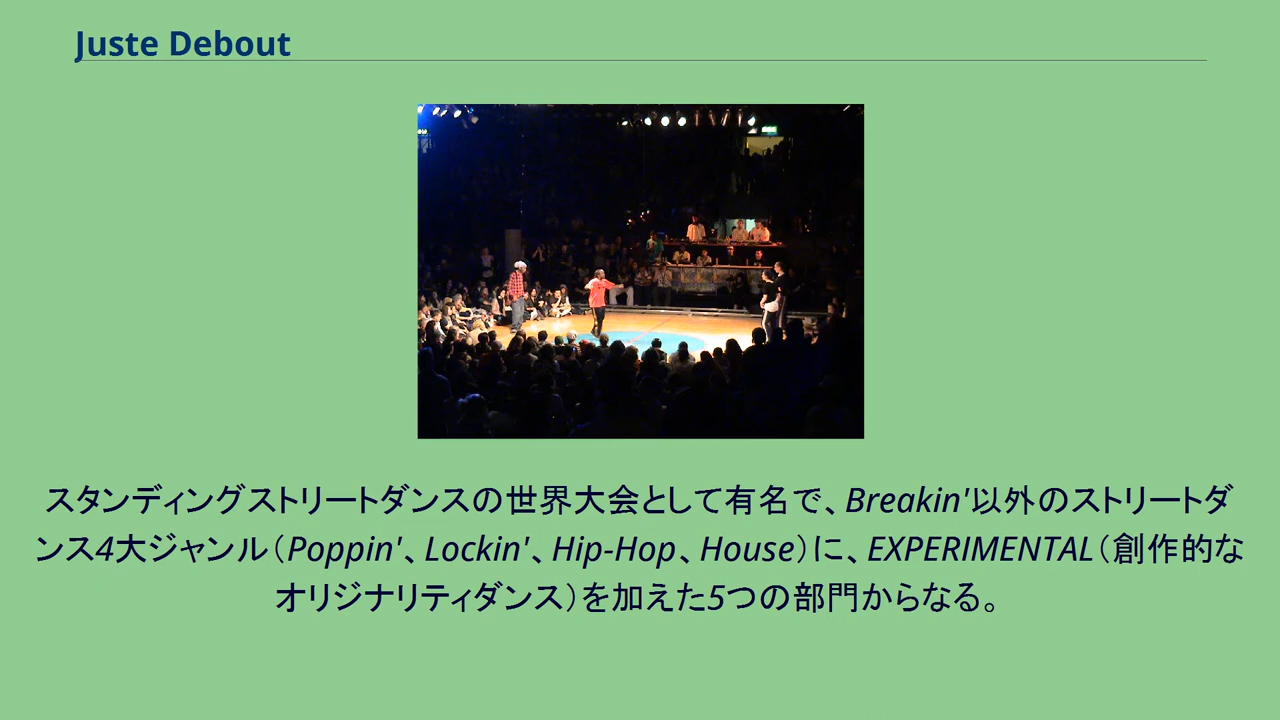 Juste Debout
スタンディングストリートダンスの世界大会として有名で、Breakin'以外のストリートダ
ンス4大ジャンル（Poppin'、Lockin'、Hip-Hop、House）に、EXPERIMENTAL（創作的な
オリジナリティダンス）を加えた5つの部門からなる。